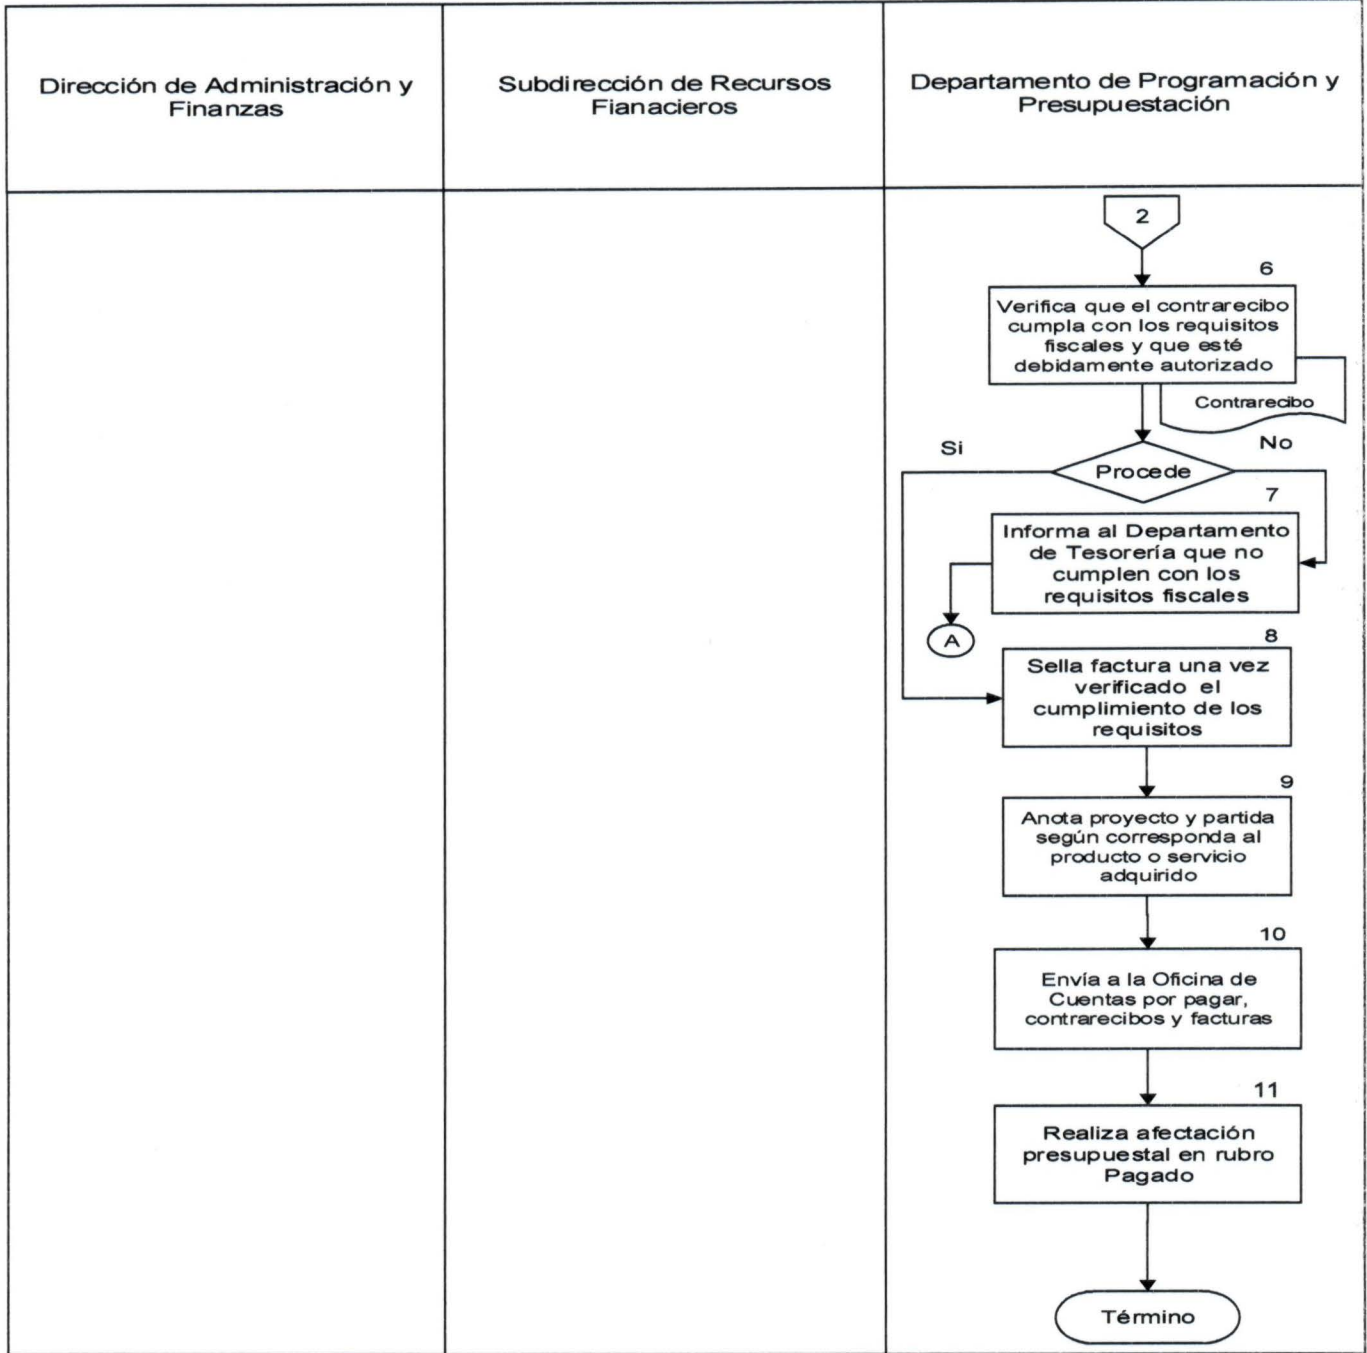 Dirección de Administración y
Finanzas
Subdirección de Recursos
Fianacieros
Departamento de Programación y
Presupuestación
2
6
Verifica que el contrarecibo
cumpla con los requisitos
fiscales y que esté
debidamente autorizado
Contrarecibo
Si
No
Procede
7
Informa al Departamento
de Tesorería que no
cumplen con los
requisitos fiscales
A
8
Sella factura una vez
verificado el
cumplimiento de los
requisitos
9
Anota proyecto y partida
según corresponda al
producto o servicio
adquirido
10
Envía a la Oficina de
Cuentas por pagar,
contrarecibos y facturas
11
Realiza afectación
presupuestal en rubro
Pagado
Término